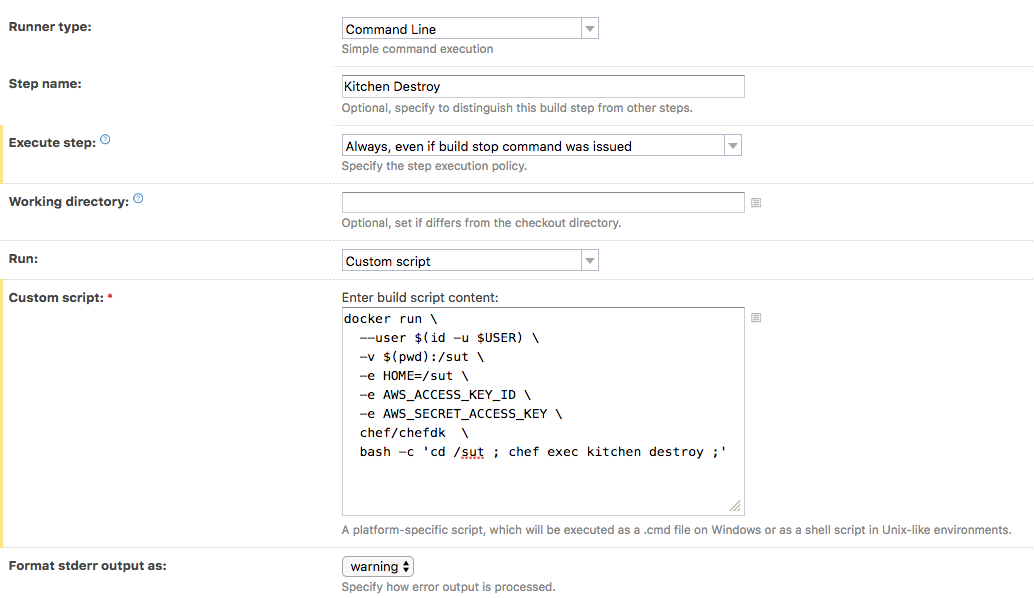 Runner type:
Command Line
Simple command execution
Step name:
Kitchen Destroy
Optional, specify to distinguish this build step from other steps.
Execute step: ?
Always, even if build stop command was issued
Specify the step execution policy.
Working directory: ?
Optional, set if differs from the checkout directory.
Run:
Custom script
Custom script: *
Enter build script content:
docker run \
--user $(id -u $USER) \
-v $(pwd):/sut \
-e HOME=/sut \
-e AWS_ACCESS_KEY_ID \
-e AWS_SECRET_ACCESS_KEY \
chef/chefdk  \
bash -c 'cd /sut ; chef exec kitchen destroy ;'
A platform-specific script, which will be executed as a .cmd file on Windows or as a shell script in Unix-like environments.
Format stderr output as:
warning
Specify how error output is processed.